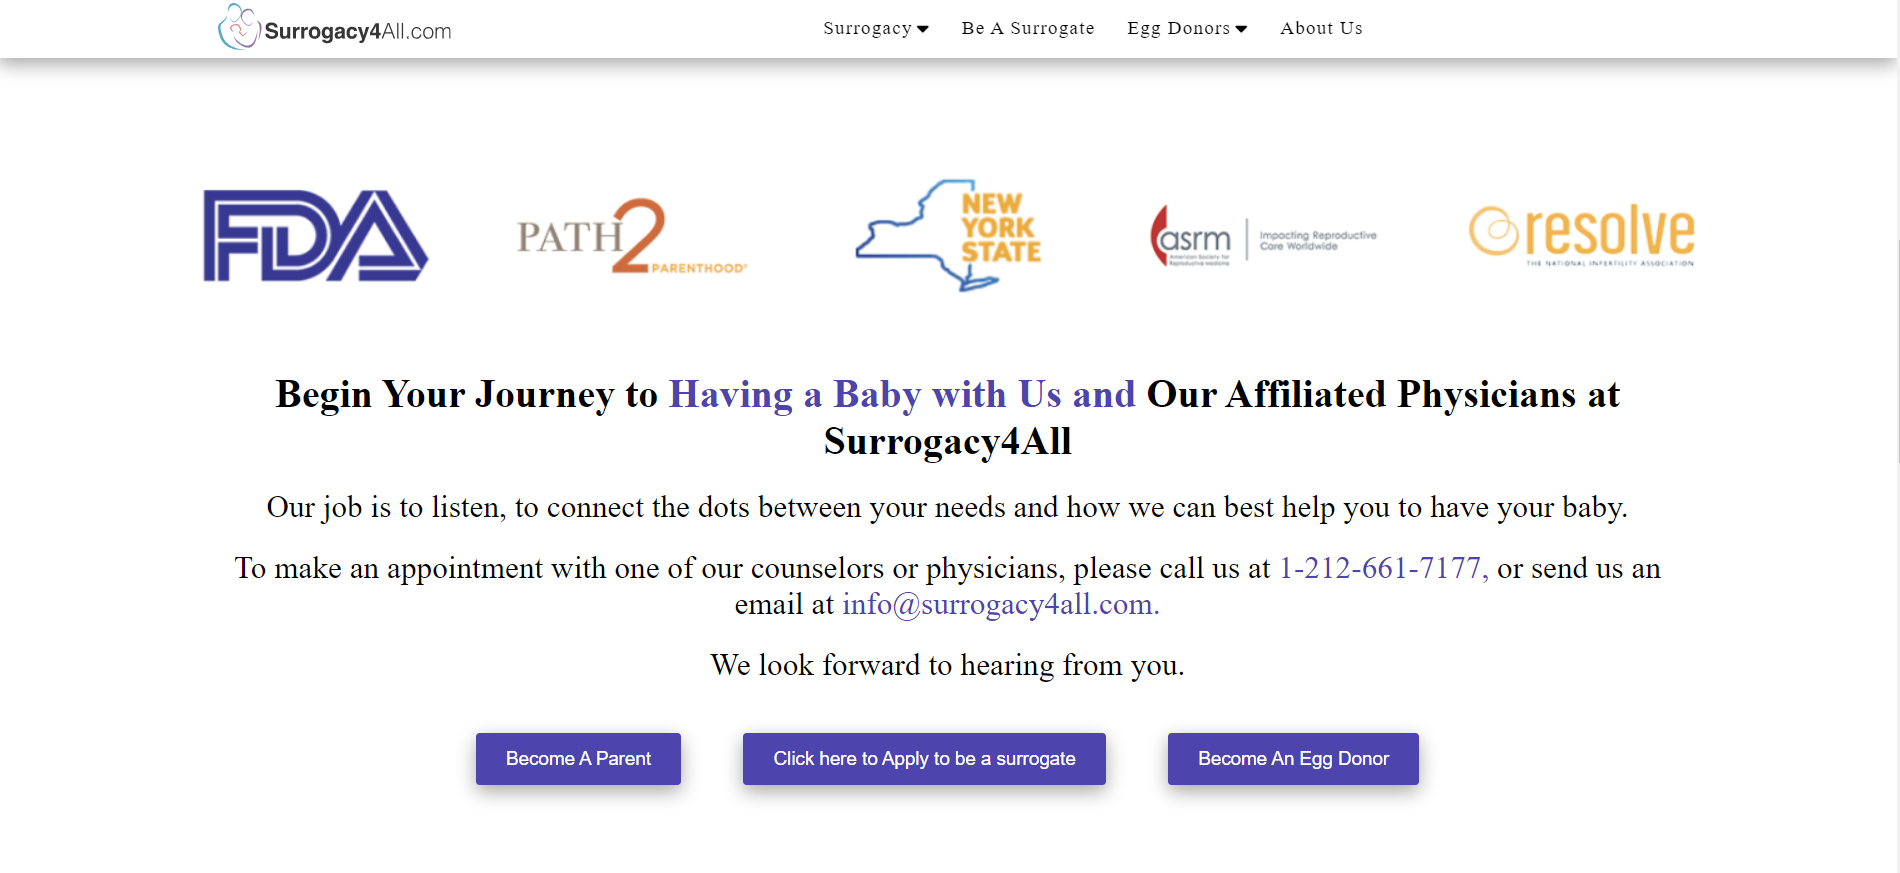 Surrogacy4All.com
Surrogacy
Be A Surrogate
Egg Donors
About Us
FDA
PATH2
PARENTHOOD®
NEW
YORK
STATE
asrm
American Society for
Reproductive Medicine
Impacting Reproductive
Care Worldwide
resolve
THE NATIONAL INFERTILITY ASSOCIATION
Begin Your Journey to Having a Baby with Us and Our Affiliated Physicians at
Surrogacy4All
Our job is to listen, to connect the dots between your needs and how we can best help you to have your baby.
To make an appointment with one of our counselors or physicians, please call us at 1-212-661-7177, or send us an
email at info@surrogacy4all.com.
We look forward to hearing from you.
Become A Parent
Click here to Apply to be a surrogate
Become An Egg Donor